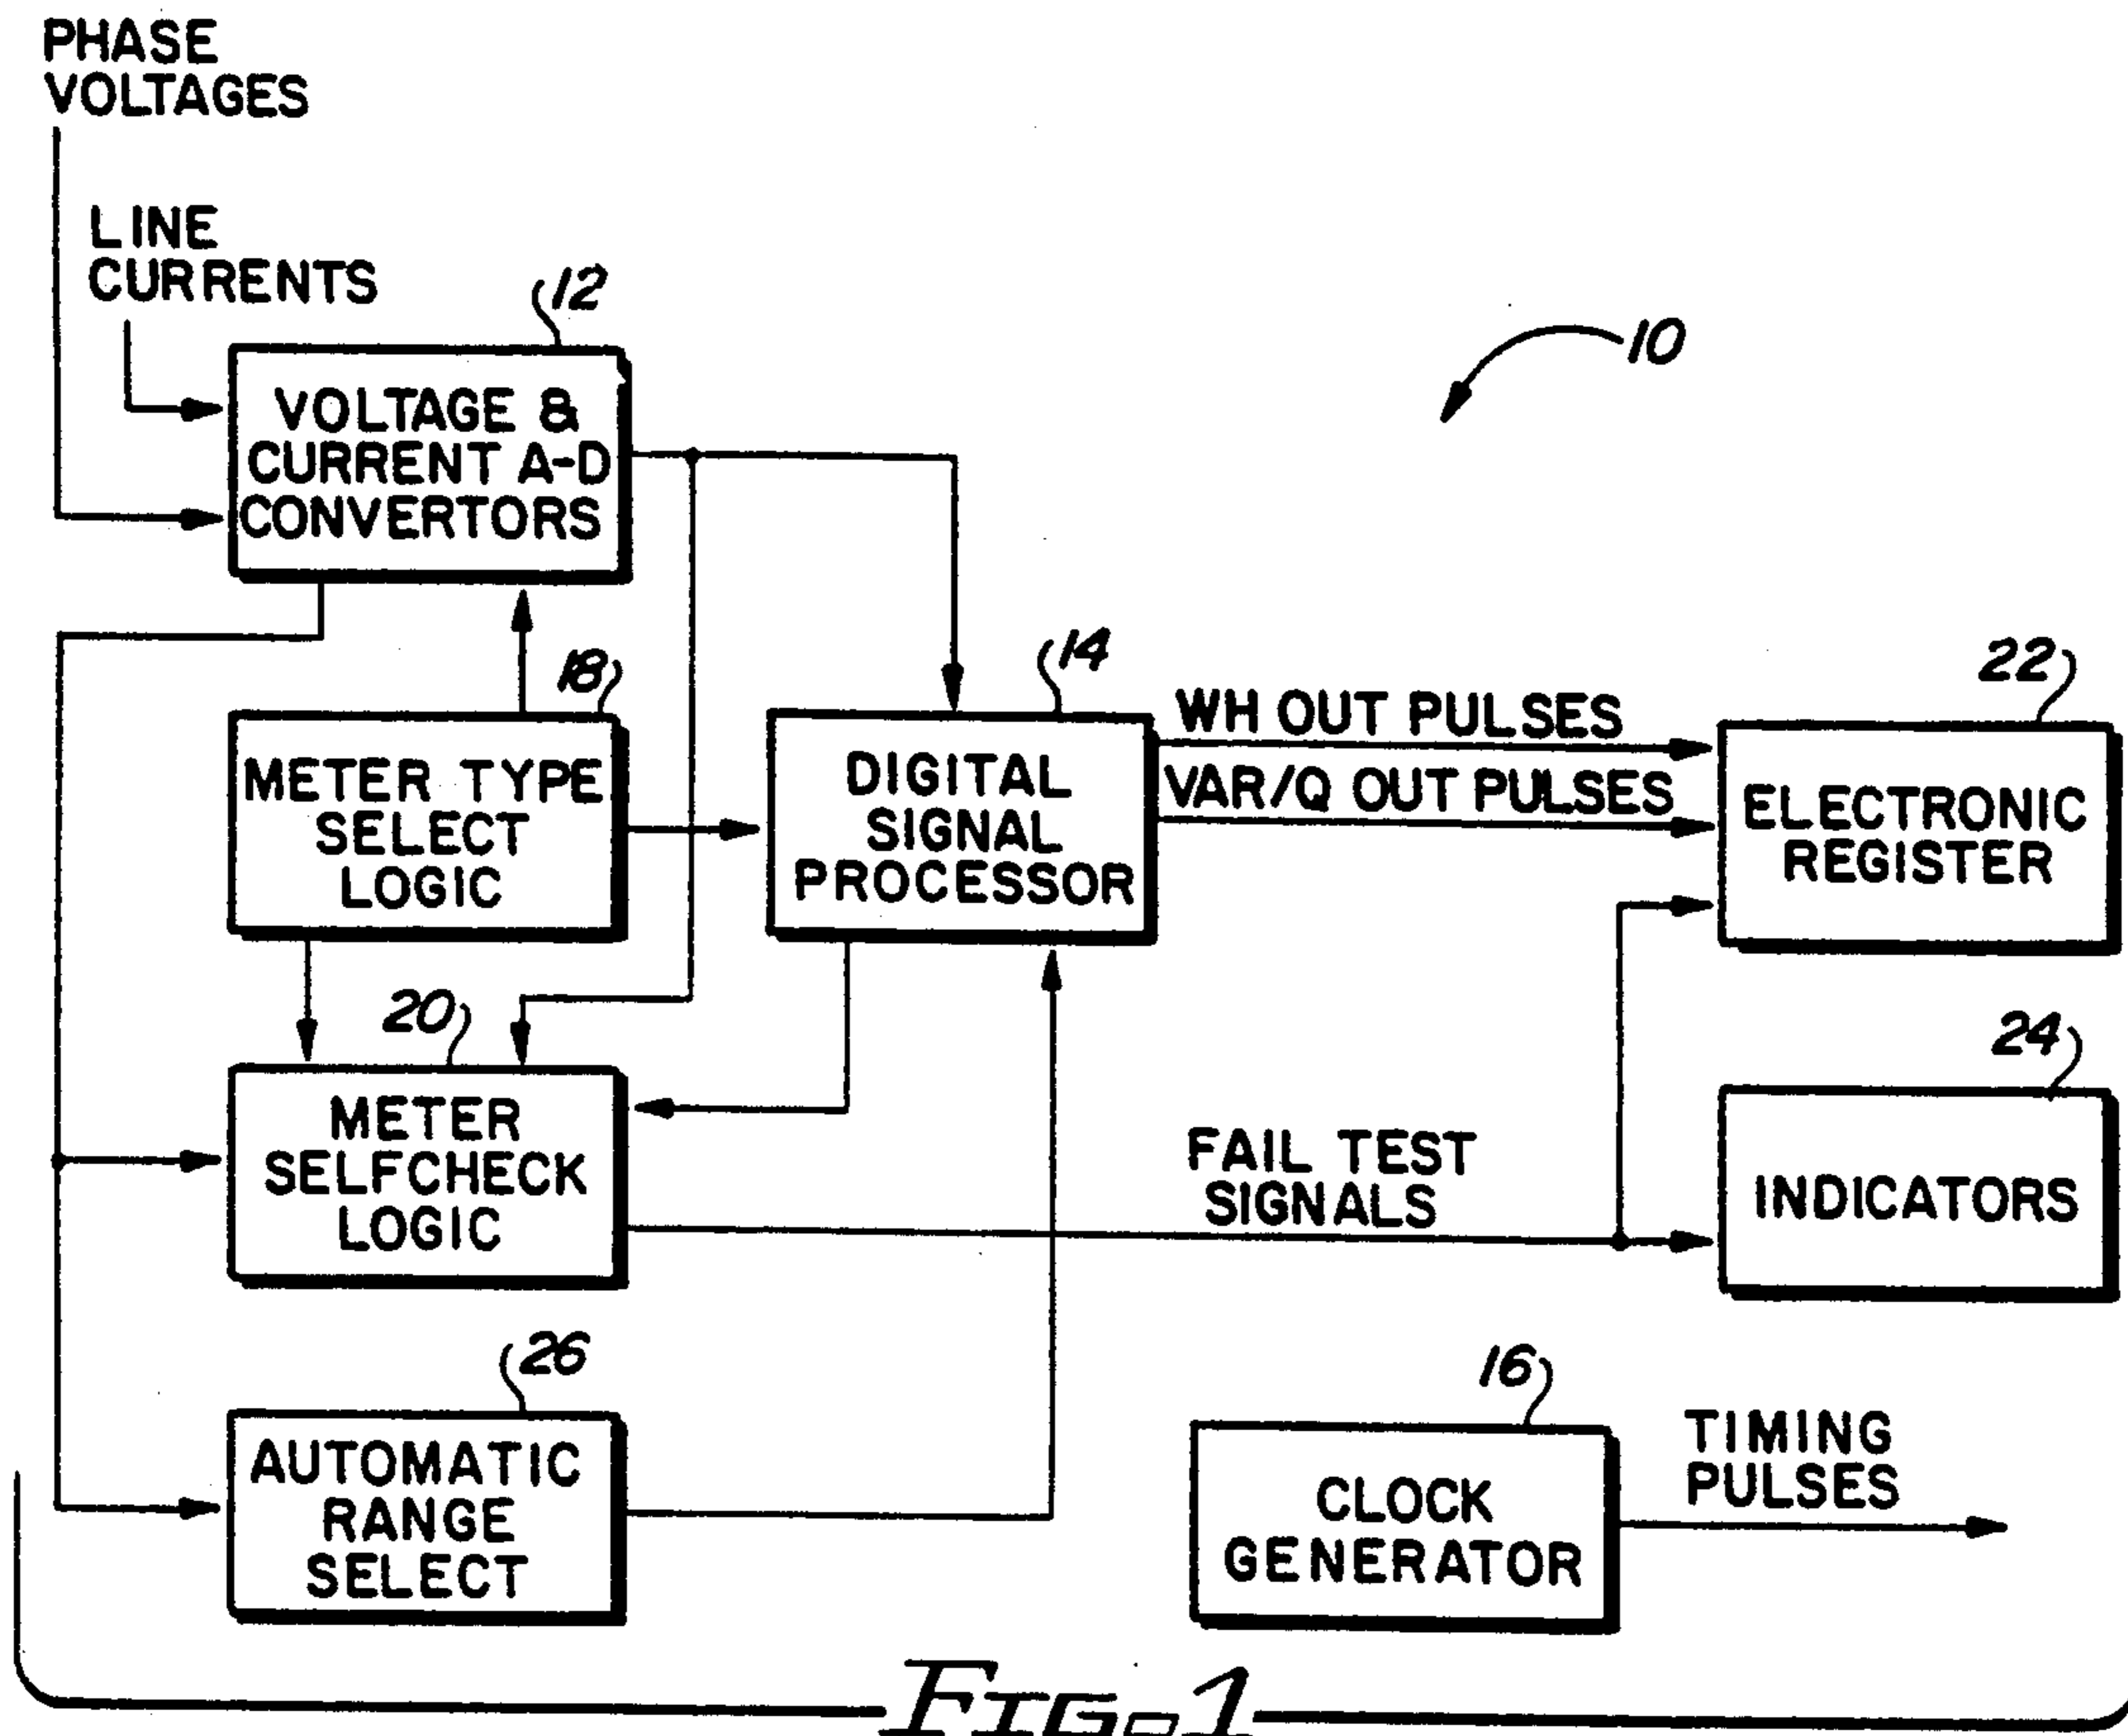 PHASE
VOLTAGES
LINE
CURRENTS
12
VOLTAGE &
CURRENT A-D
CONVERTORS
10
18
METER TYPE
SELECT
LOGIC
14
DIGITAL
SIGNAL
PROCESSOR
WH OUT PULSES
VAR/Q OUT PULSES
22
ELECTRONIC
REGISTER
20
METER
SELFCHECK
LOGIC
FAIL TEST
SIGNALS
24
INDICATORS
26
AUTOMATIC
RANGE
SELECT
16
CLOCK
GENERATOR
TIMING
PULSES
FIG. 1